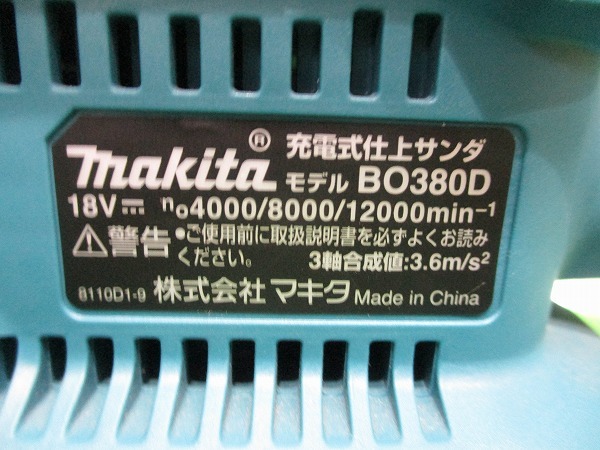 makita® 充電式仕上サンダ
モデル BO380D
18V⎓ n₀4000/8000/12000min⁻¹
⚠警告 •ご使用前に取扱説明書を必ずよくお読み
ください。 3軸合成値:3.6m/s²
8110D1-9 株式会社 マキタ Made in China